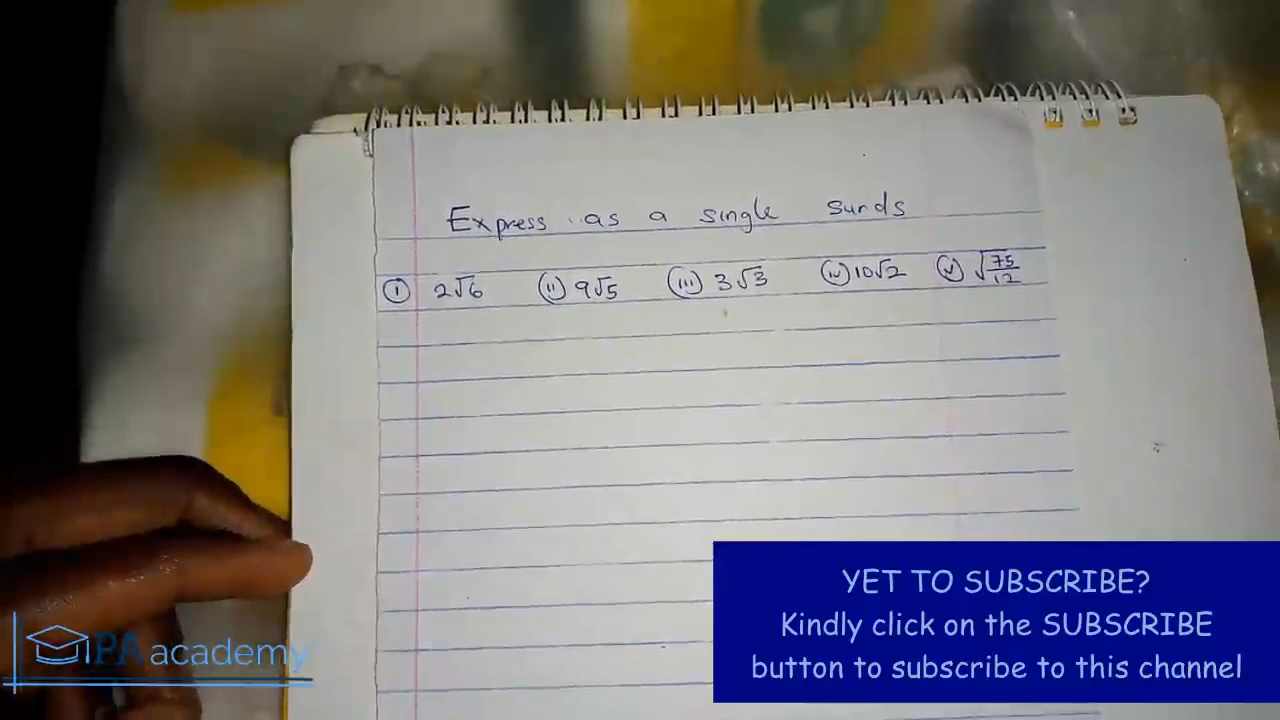 Express as a single surds
(i) 2√6 (ii) 9√5 (iii) 3√3 (iv) 10√2 (v) √75/12
YET TO SUBSCRIBE?
Kindly click on the SUBSCRIBE
button to subscribe to this channel
PA academy